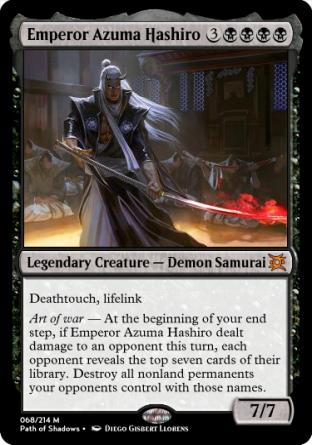 Emperor Azuma Hashiro 3
Legendary Creature — Demon Samurai
Deathtouch, lifelink
Art of war — At the beginning of your end
step, if Emperor Azuma Hashiro dealt
damage to an opponent this turn, each
opponent reveals the top seven cards of their
library. Destroy all nonland permanents
your opponents control with those names.
7/7
068/214 M
Path of Shadows • Diego Gisbert Llorens